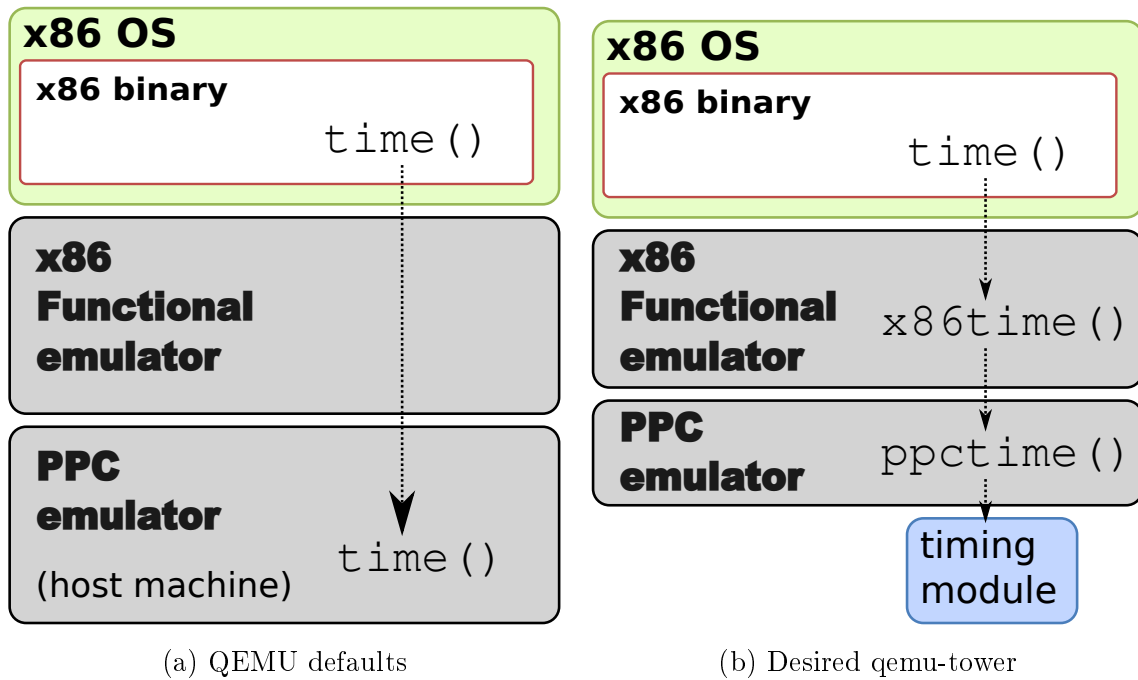 x86 OS
x86 binary
time()
x86
Functional
emulator
PPC
emulator
(host machine)
time()
(a) QEMU defaults
x86 OS
x86 binary
time()
x86
Functional
emulator
x86time()
PPC
emulator
ppctime()
timing
module
(b) Desired qemu-tower